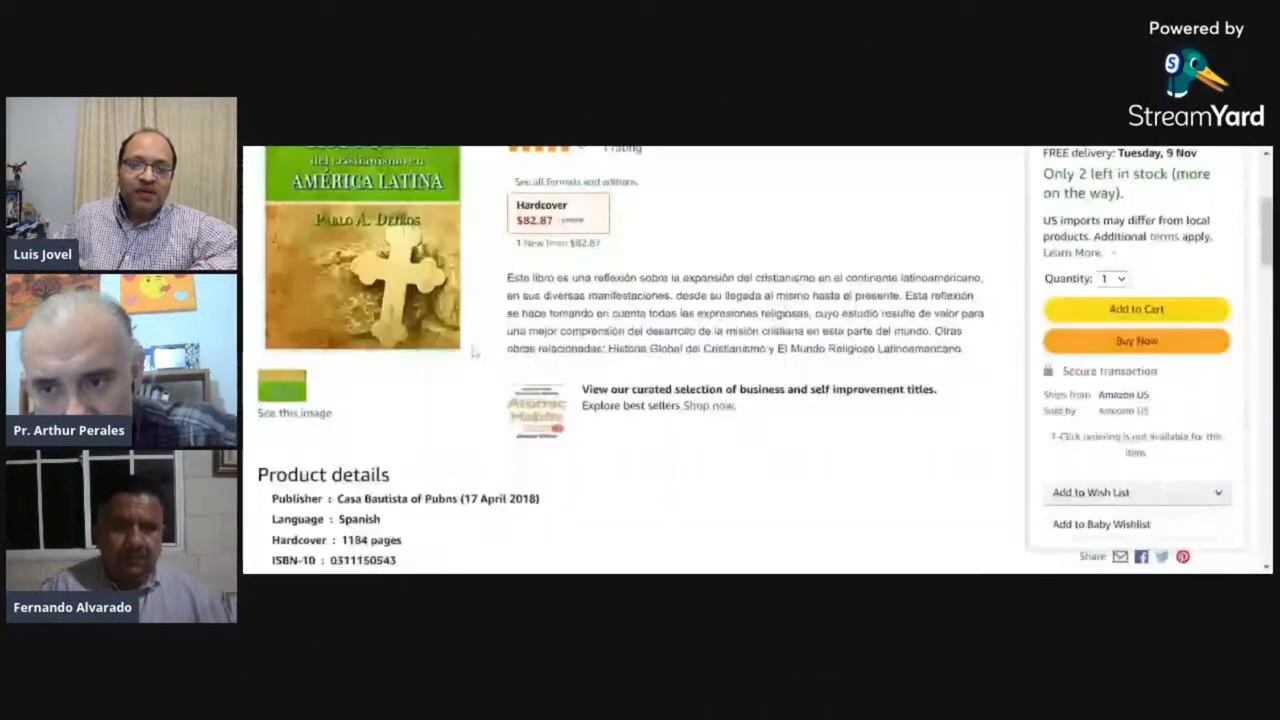 Powered by
StreamYard
Luis Jovel
Pr. Arthur Perales
Fernando Alvarado
del cristianismo en
AMÉRICA LATINA
PABLO A. DEIROS
1 rating
See all formats and editions
Hardcover
$82.87
1 New from $82.87
Este libro es una reflexión sobre la expansión del cristianismo en el continente latinoamericano,
en sus diversas manifestaciones, desde su llegada al mismo hasta el presente. Esta reflexión
se hace tomando en cuenta todas las expresiones religiosas, cuyo estudio resulta de valor para
una mejor comprensión del desarrollo de la misión cristiana en esta parte del mundo. Otras
obras relacionadas: Historia Global del Cristianismo y El Mundo Religioso Latinoamericano.
See this image
Atomic
Habits
View our curated selection of business and self improvement titles.
Explore best sellers Shop now.
Product details
Publisher : Casa Bautista of Pubns (17 April 2018)
Language : Spanish
Hardcover : 1184 pages
ISBN-10 : 0311150543
FREE delivery: Tuesday, 9 Nov
Only 2 left in stock (more
on the way).
US imports may differ from local
products. Additional terms apply.
Learn More.
Quantity: 1
Add to Cart
Buy Now
Secure transaction
Ships from Amazon US
Sold by Amazon US
1-Click ordering is not available for this
item.
Add to Wish List
Add to Baby Wishlist
Share